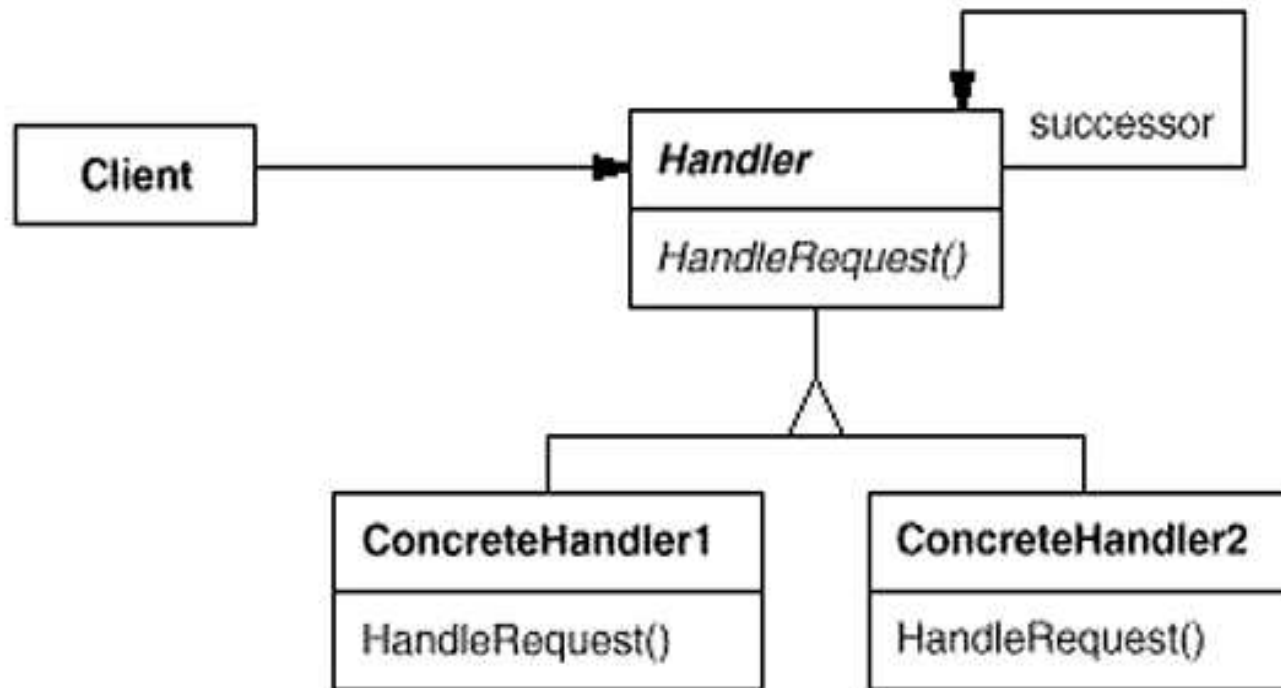 successor
Client
Handler
HandleRequest()
ConcreteHandler1
HandleRequest()
ConcreteHandler2
HandleRequest()